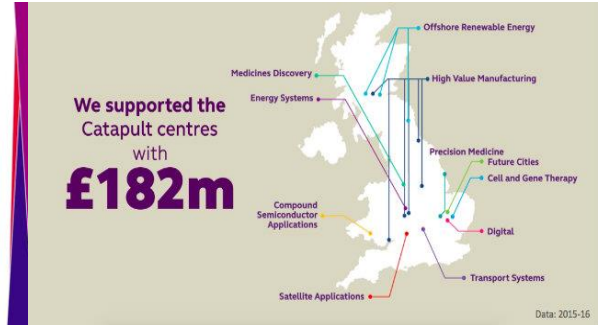 We supported the
Catapult centres
with
£182m
Offshore Renewable Energy
Medicines Discovery
High Value Manufacturing
Energy Systems
Precision Medicine
Future Cities
Cell and Gene Therapy
Compound
Semiconductor
Applications
Digital
Transport Systems
Satellite Applications
Data: 2015-16